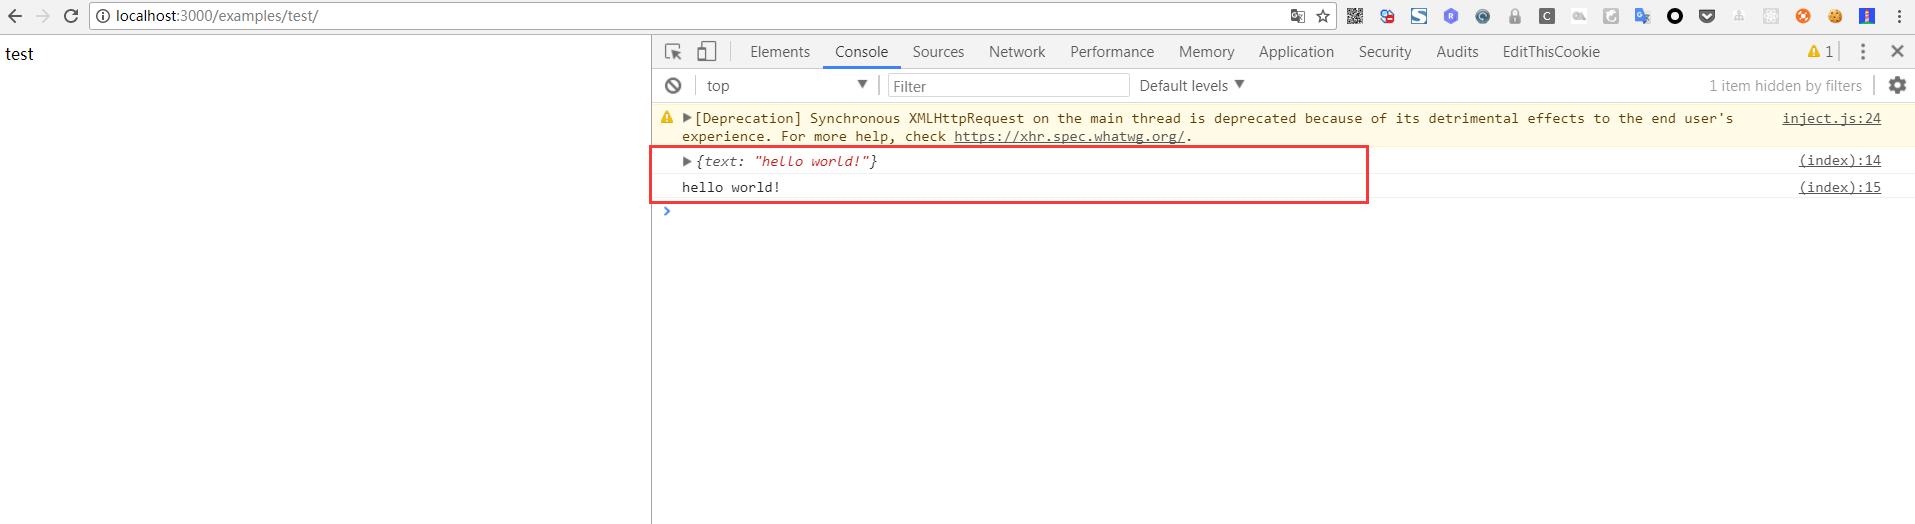 localhost:3000/examples/test/
test
Elements Console Sources Network Performance Memory Application Security Audits EditThisCookie 1
top Filter Default levels 1 item hidden by filters
[Deprecation] Synchronous XMLHttpRequest on the main thread is deprecated because of its detrimental effects to the end user's inject.js:24
experience. For more help, check https://xhr.spec.whatwg.org/.
{text: "hello world!"} (index):14
hello world! (index):15